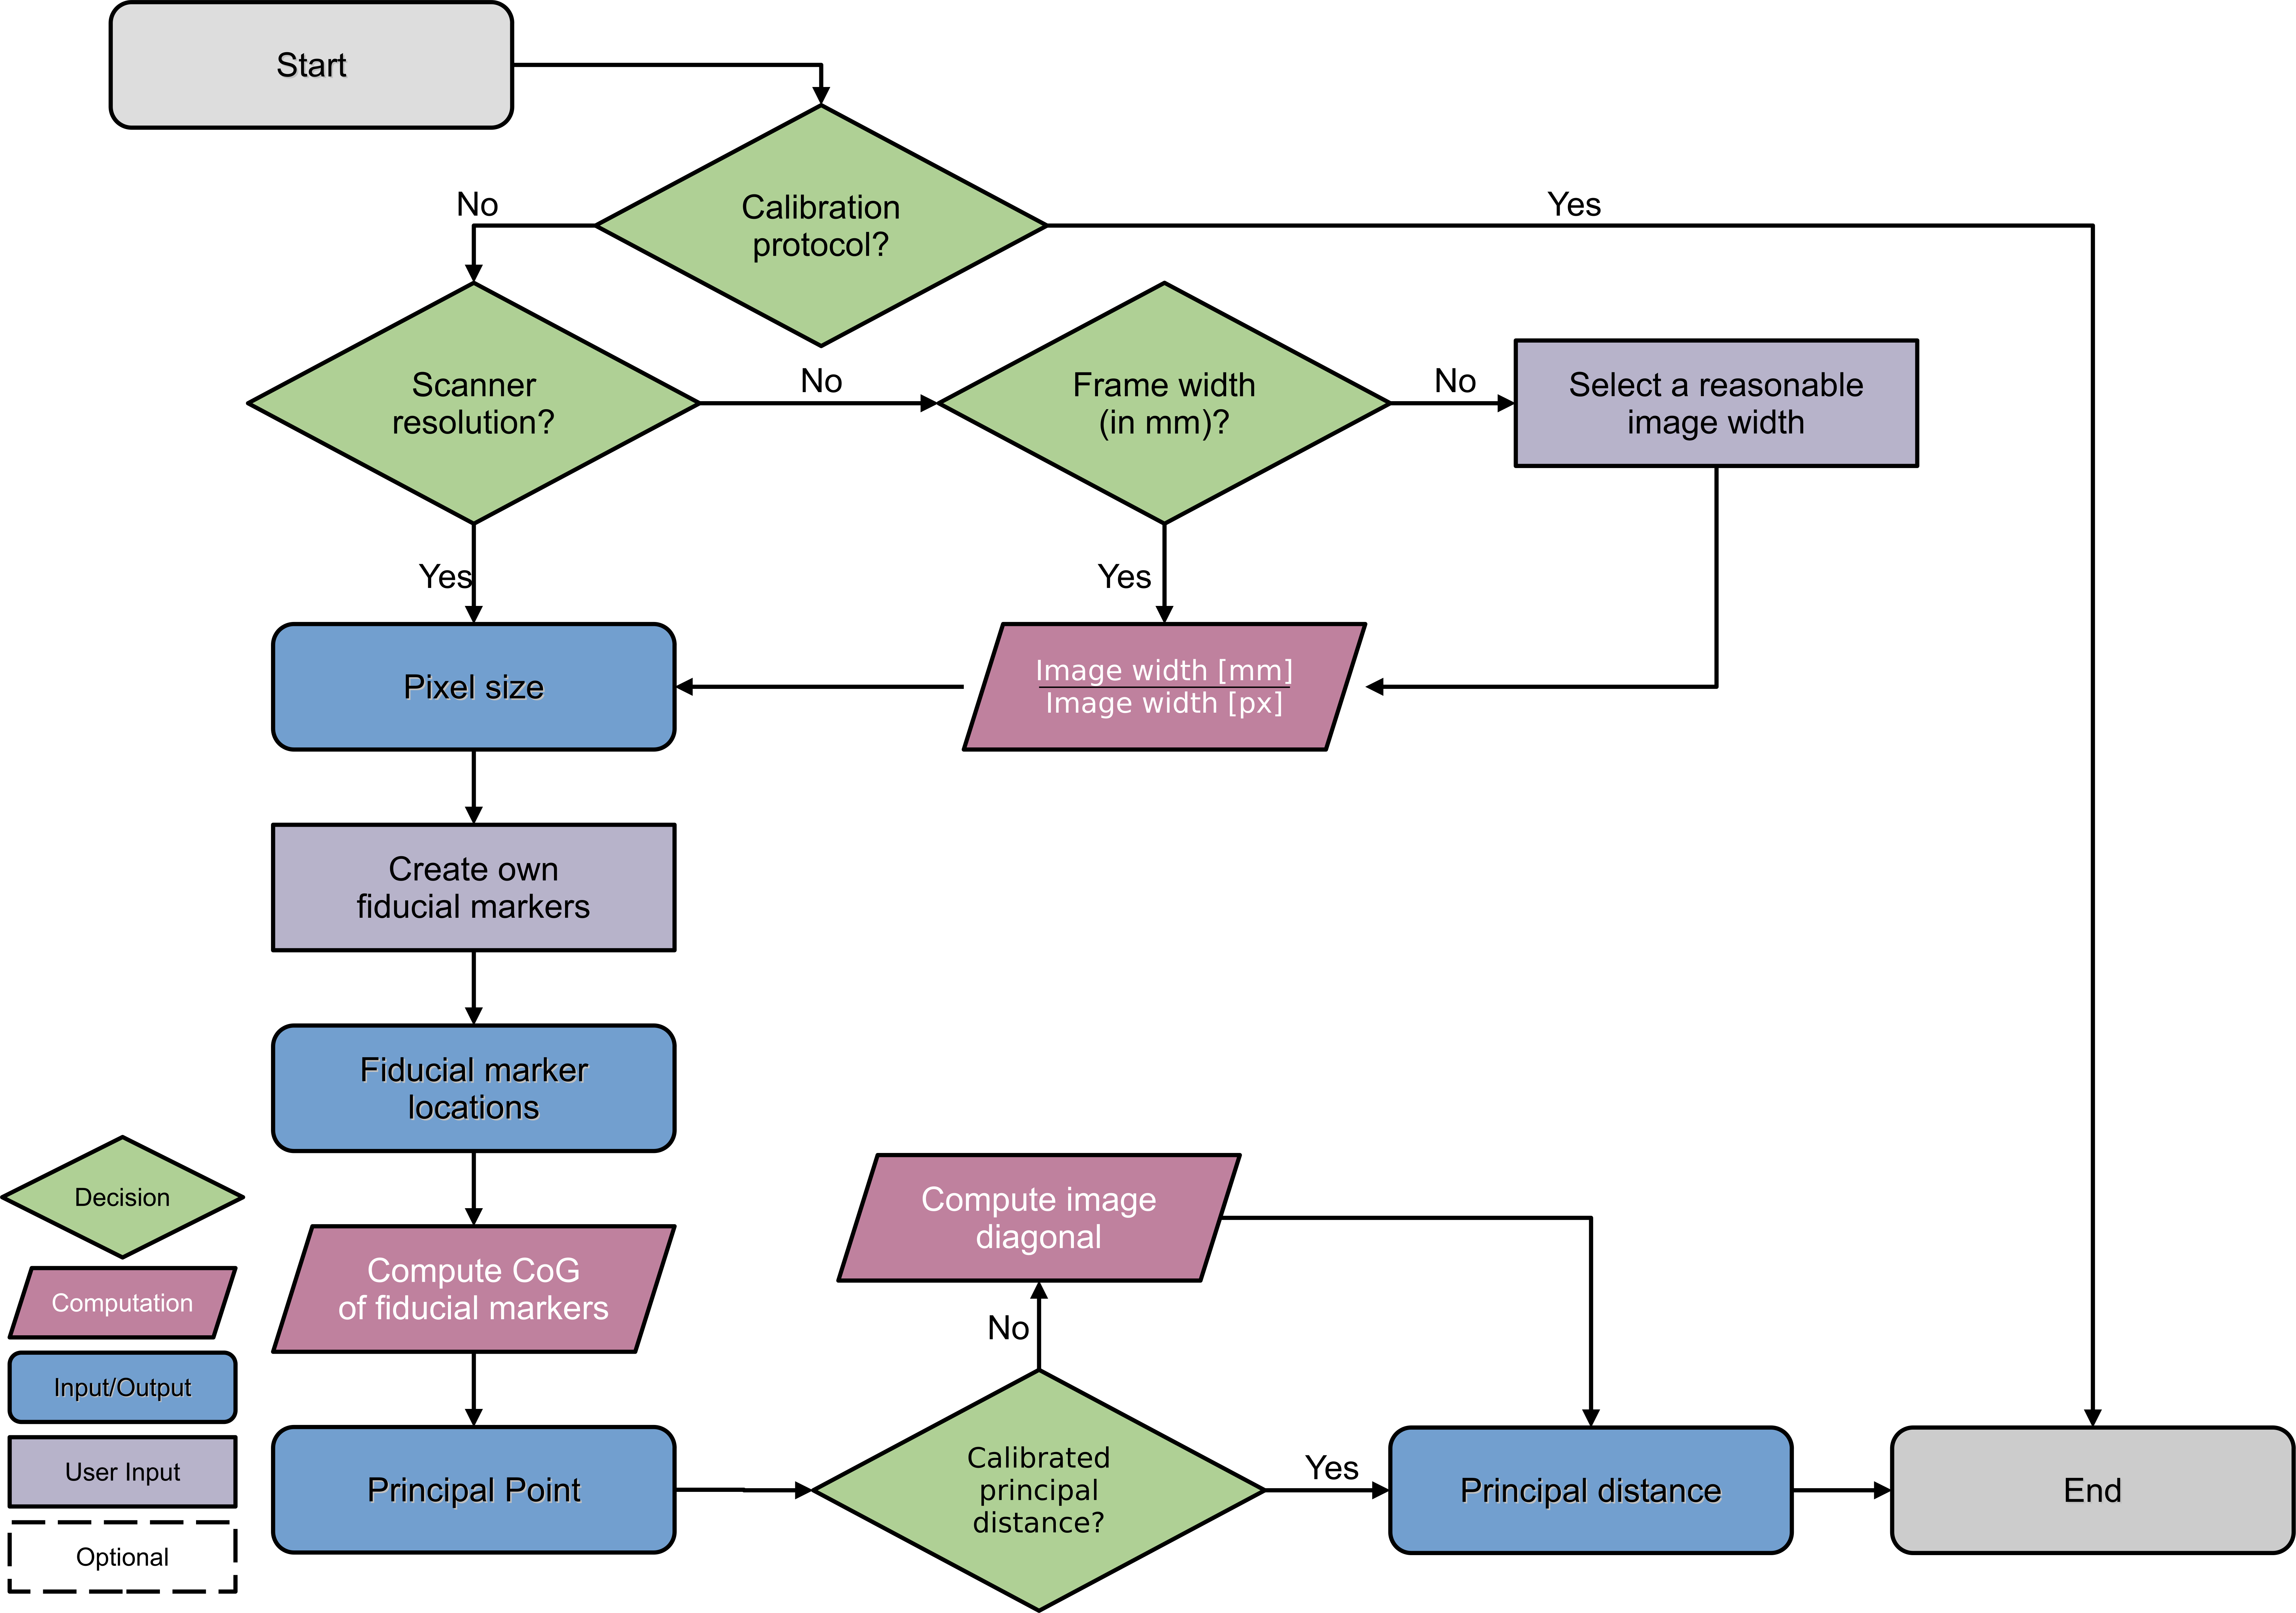 Start
Calibration
protocol?
No
Yes
Scanner
resolution?
No
Frame width
(in mm)?
No
Select a reasonable
image width
Yes
Yes
Pixel size
Image width [mm]
Image width [px]
Create own
fiducial markers
Fiducial marker
locations
Compute CoG
of fiducial markers
Compute image
diagonal
No
Principal Point
Calibrated
principal
distance?
Yes
Principal distance
End
Decision
Computation
Input/Output
User Input
Optional